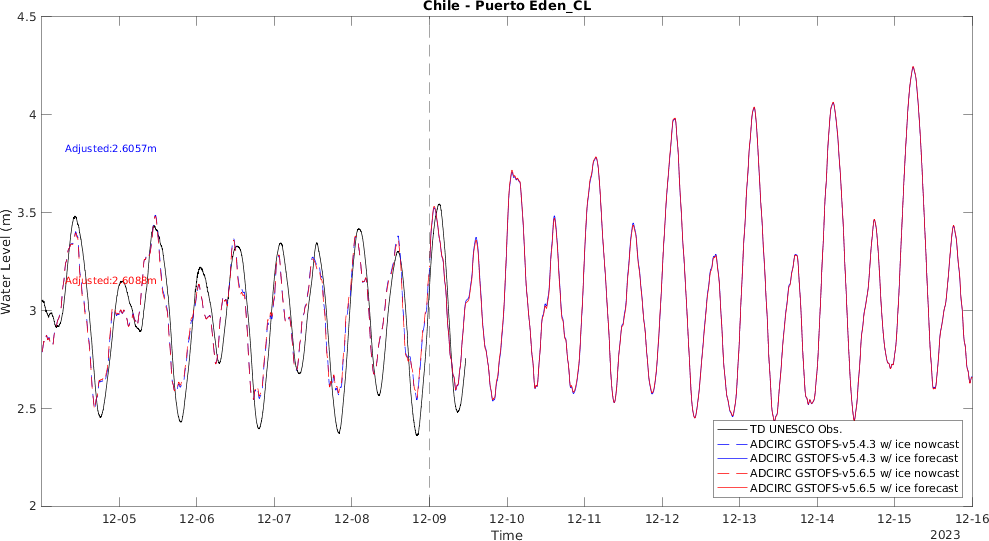 Chile - Puerto Eden_CL
4.5
4
3.5
3
2.5
2
Water Level (m)
Adjusted:2.6057m
Adjusted:2.6083m
TD UNESCO Obs.
ADCIRC GSTOFS-v5.4.3 w/ ice nowcast
ADCIRC GSTOFS-v5.4.3 w/ ice forecast
ADCIRC GSTOFS-v5.6.5 w/ ice nowcast
ADCIRC GSTOFS-v5.6.5 w/ ice forecast
12-05 12-06 12-07 12-08 12-09 12-10 12-11 12-12 12-13 12-14 12-15 12-16
Time
2023